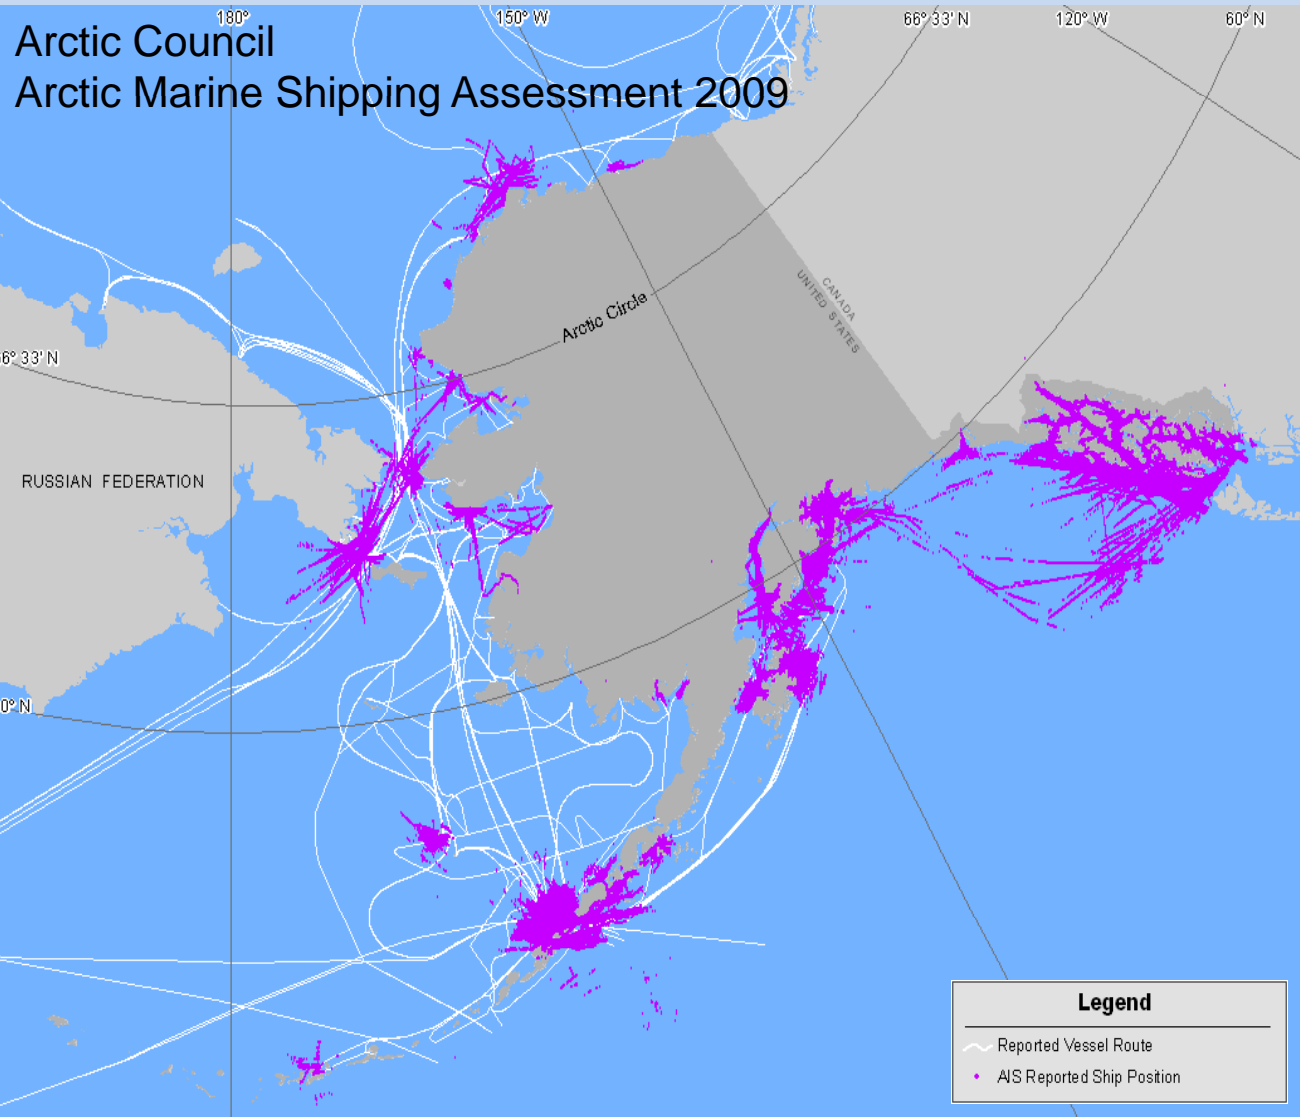 180°
150° W
66° 33' N
120° W
60° N
Arctic Council
Arctic Marine Shipping Assessment 2009
Arctic Circle
CANADA
UNITED STATES
6° 33' N
RUSSIAN FEDERATION
0° N
Legend
Reported Vessel Route
AIS Reported Ship Position